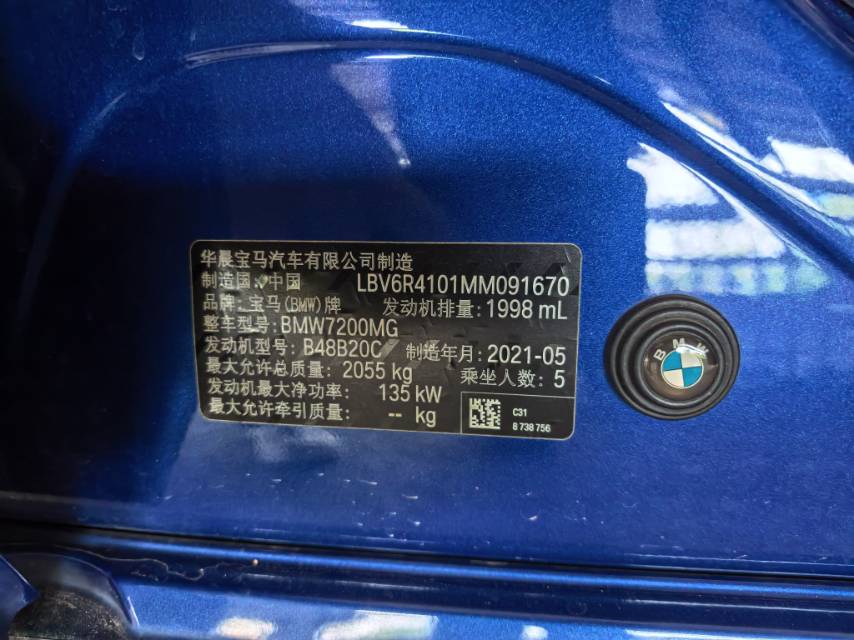 华晨宝马汽车有限公司制造
制造国:中国 LBV6R4101MM091670
品牌:宝马(BMW)牌 发动机排量:1998 mL
整车型号:BMW7200MG
发动机型号:B48B20C 制造年月:2021-05
最大允许总质量: 2055 kg 乘坐人数:5
发动机最大净功率: 135 kW
最大允许牵引质量: -- kg
C31
8 738 756
BMW